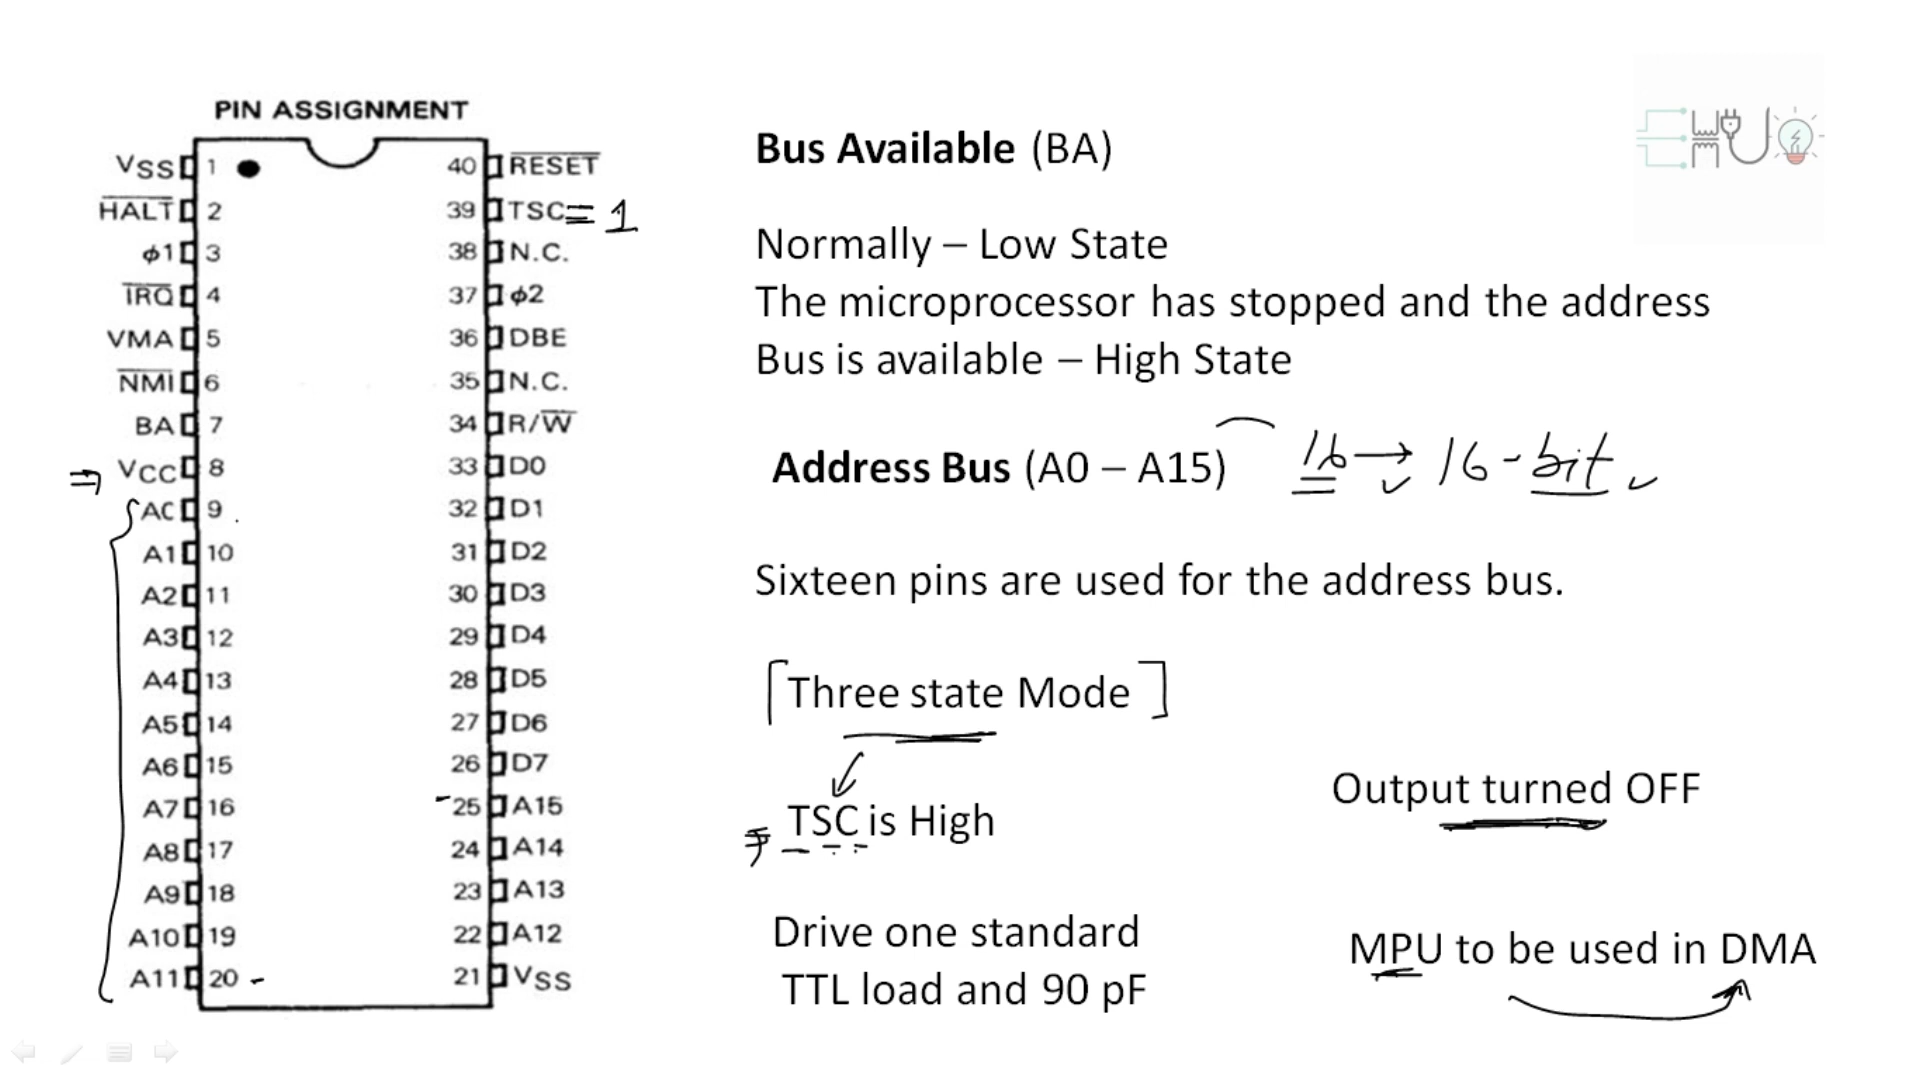 PIN ASSIGNMENT
VSS 1
HALT 2
ϕ1 3
IRQ 4
VMA 5
NMI 6
BA 7
⇒ VCC 8
AC 9
A1 10
A2 11
A3 12
A4 13
A5 14
A6 15
A7 16
A8 17
A9 18
A10 19
A11 20 -
40 RESET
39 TSC = 1
38 N.C.
37 ϕ2
36 DBE
35 N.C.
34 R/W
33 D0
32 D1
31 D2
30 D3
29 D4
28 D5
27 D6
26 D7
- 25 A15
24 A14
23 A13
22 A12
21 VSS
Bus Available (BA)
Normally – Low State
The microprocessor has stopped and the address
Bus is available – High State
Address Bus (A0 – A15) 16 → 16-bit
Sixteen pins are used for the address bus.
[Three state Mode]
TSC is High
Output turned OFF
Drive one standard
TTL load and 90 pF
MPU to be used in DMA